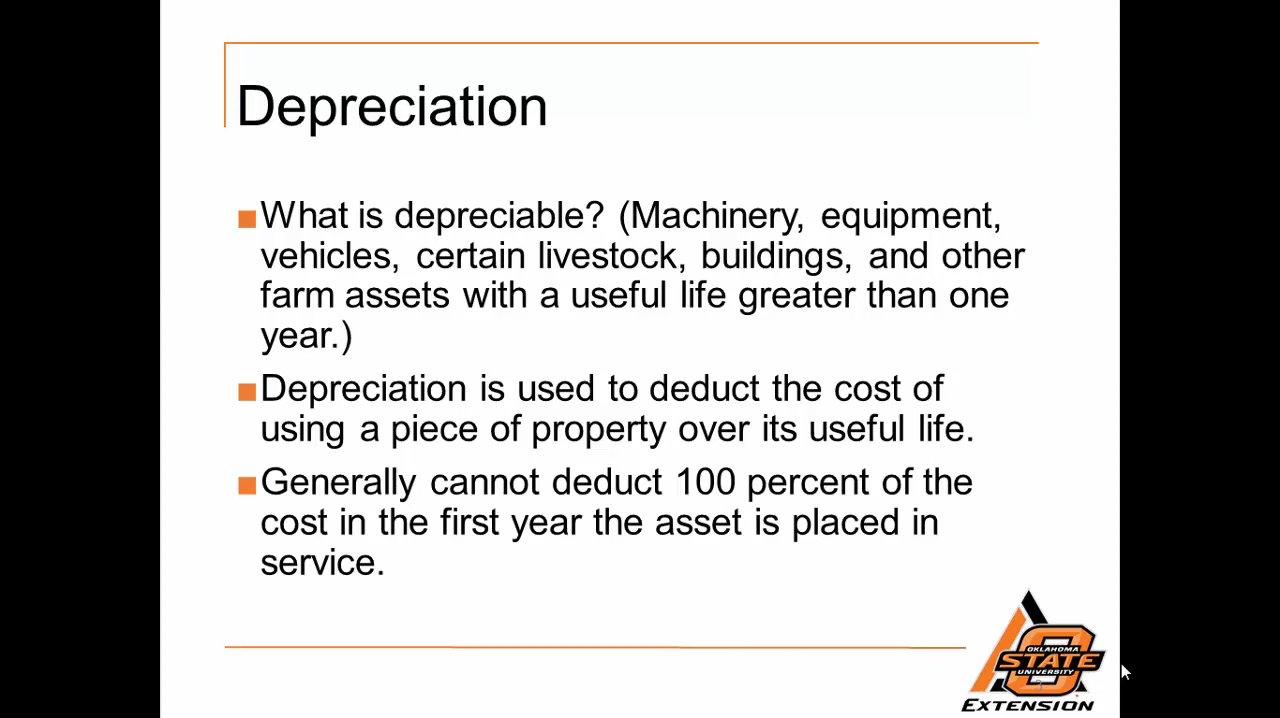 Depreciation
■What is depreciable? (Machinery, equipment,
vehicles, certain livestock, buildings, and other
farm assets with a useful life greater than one
year.)
■Depreciation is used to deduct the cost of
using a piece of property over its useful life.
■Generally cannot deduct 100 percent of the
cost in the first year the asset is placed in
service.
OKLAHOMA
STATE
UNIVERSITY
EXTENSION